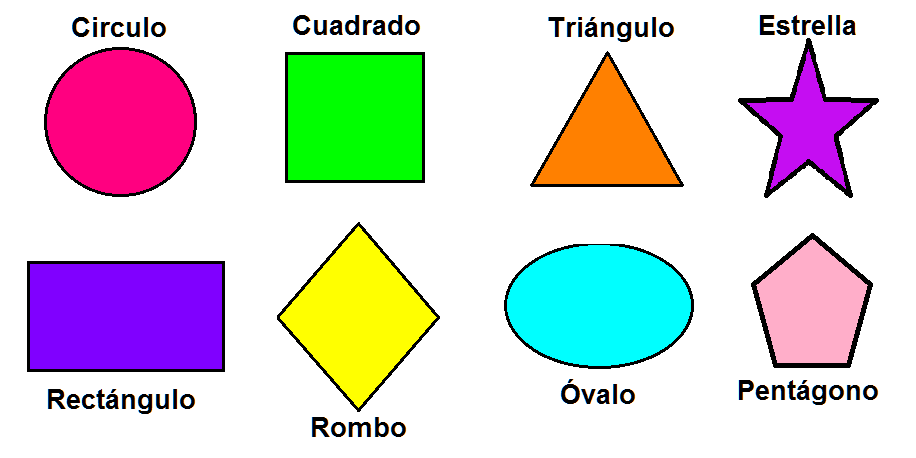 Circulo
Cuadrado
Triángulo
Estrella
Rectángulo
Rombo
Óvalo
Pentágono